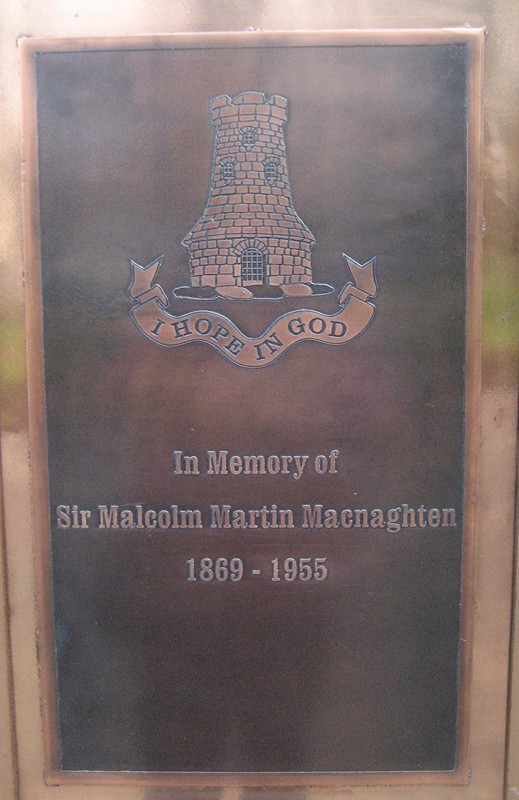 I HOPE IN GOD
In Memory of
Sir Malcolm Martin Macnaghten
1869 - 1955